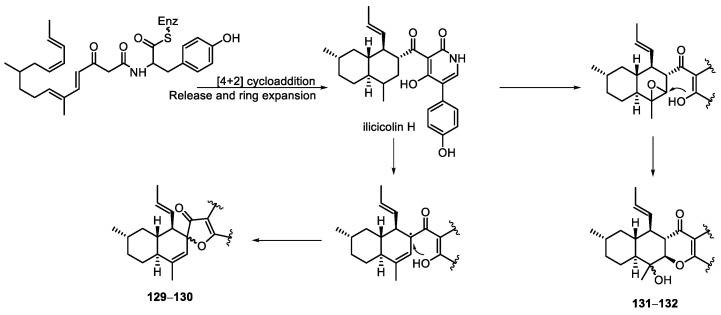 Enz
S
O
OH
O
O
NH
O
O
NH
HO
OH
[4+2] cycloaddition
Release and ring expansion
ilicicolin H
H
H
H
H
O
O
HO
H
H
O
O
129–130
H
H
O
HO
H
H
O
O
OH
131–132